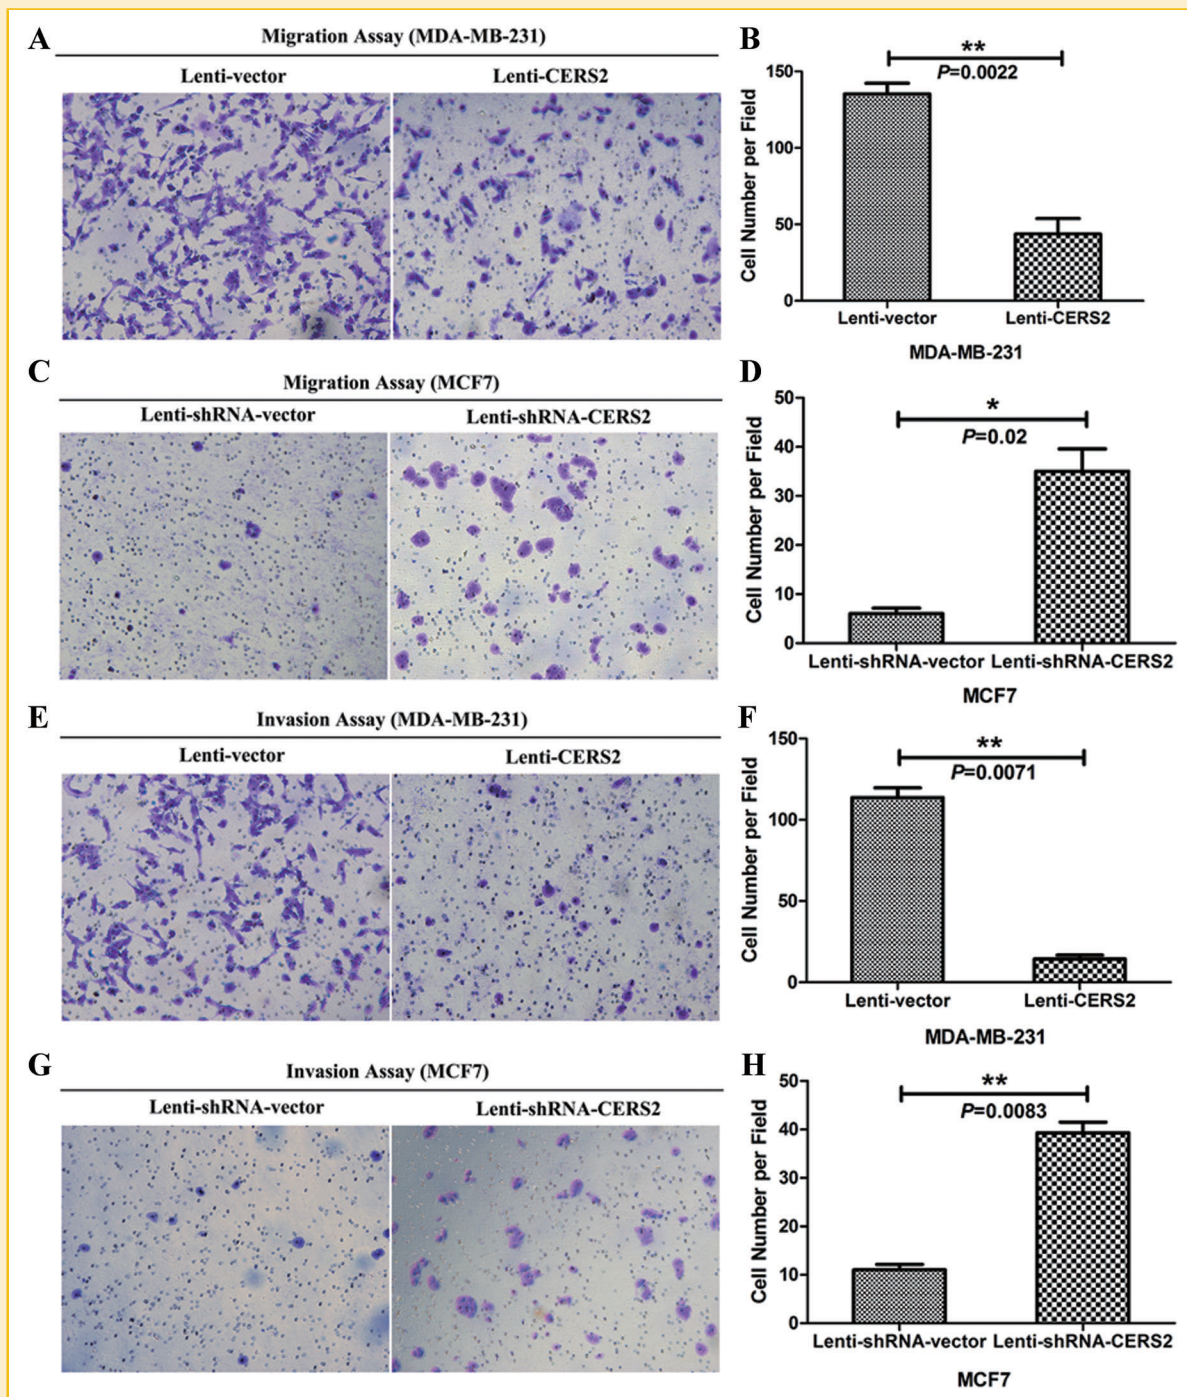 A
Migration Assay (MDA-MB-231)
Lenti-vector Lenti-CERS2
B
**
P=0.0022
150
100
50
0
Cell Number per Field
Lenti-vector Lenti-CERS2
MDA-MB-231
C
Migration Assay (MCF7)
Lenti-shRNA-vector Lenti-shRNA-CERS2
D
*
P=0.02
50
40
30
20
10
0
Cell Number per Field
Lenti-shRNA-vector Lenti-shRNA-CERS2
MCF7
E
Invasion Assay (MDA-MB-231)
Lenti-vector Lenti-CERS2
F
**
P=0.0071
150
100
50
0
Cell Number per Field
Lenti-vector Lenti-CERS2
MDA-MB-231
G
Invasion Assay (MCF7)
Lenti-shRNA-vector Lenti-shRNA-CERS2
H
**
P=0.0083
50
40
30
20
10
0
Cell Number per Field
Lenti-shRNA-vector Lenti-shRNA-CERS2
MCF7